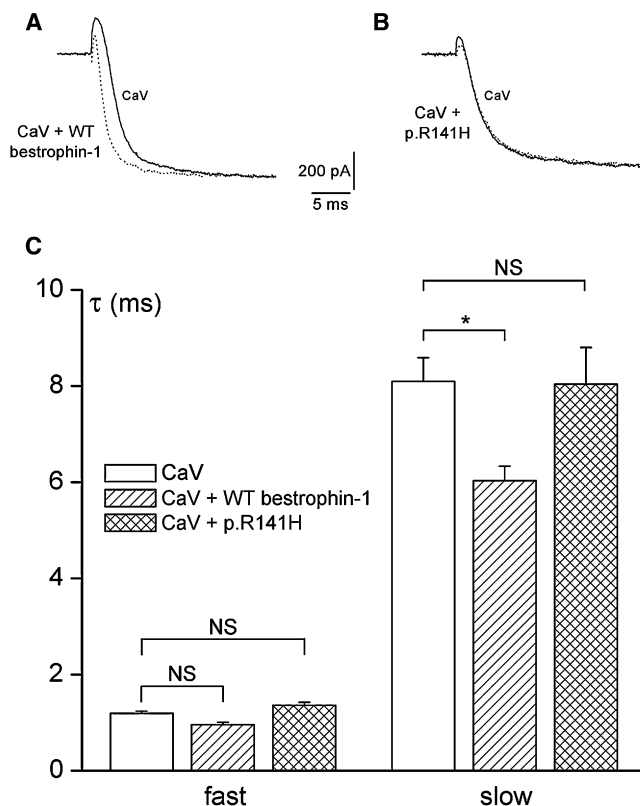 A
B
CaV
CaV
CaV + WT
bestrophin-1
CaV +
p.R141H
200 pA
5 ms
C
τ (ms)
NS
*
CaV
CaV + WT bestrophin-1
CaV + p.R141H
NS
NS
10
8
6
4
2
0
fast
slow